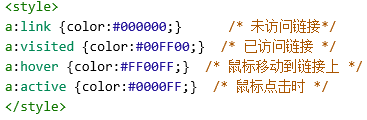 <style>
a:link {color:#000000;}      /* 未访问链接*/
a:visited {color:#00FF00;}  /* 已访问链接 */
a:hover {color:#FF00FF;}  /* 鼠标移动到链接上 */
a:active {color:#0000FF;}  /* 鼠标点击时 */
</style>